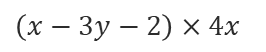 (𝑥 − 3𝑦 − 2) × 4𝑥